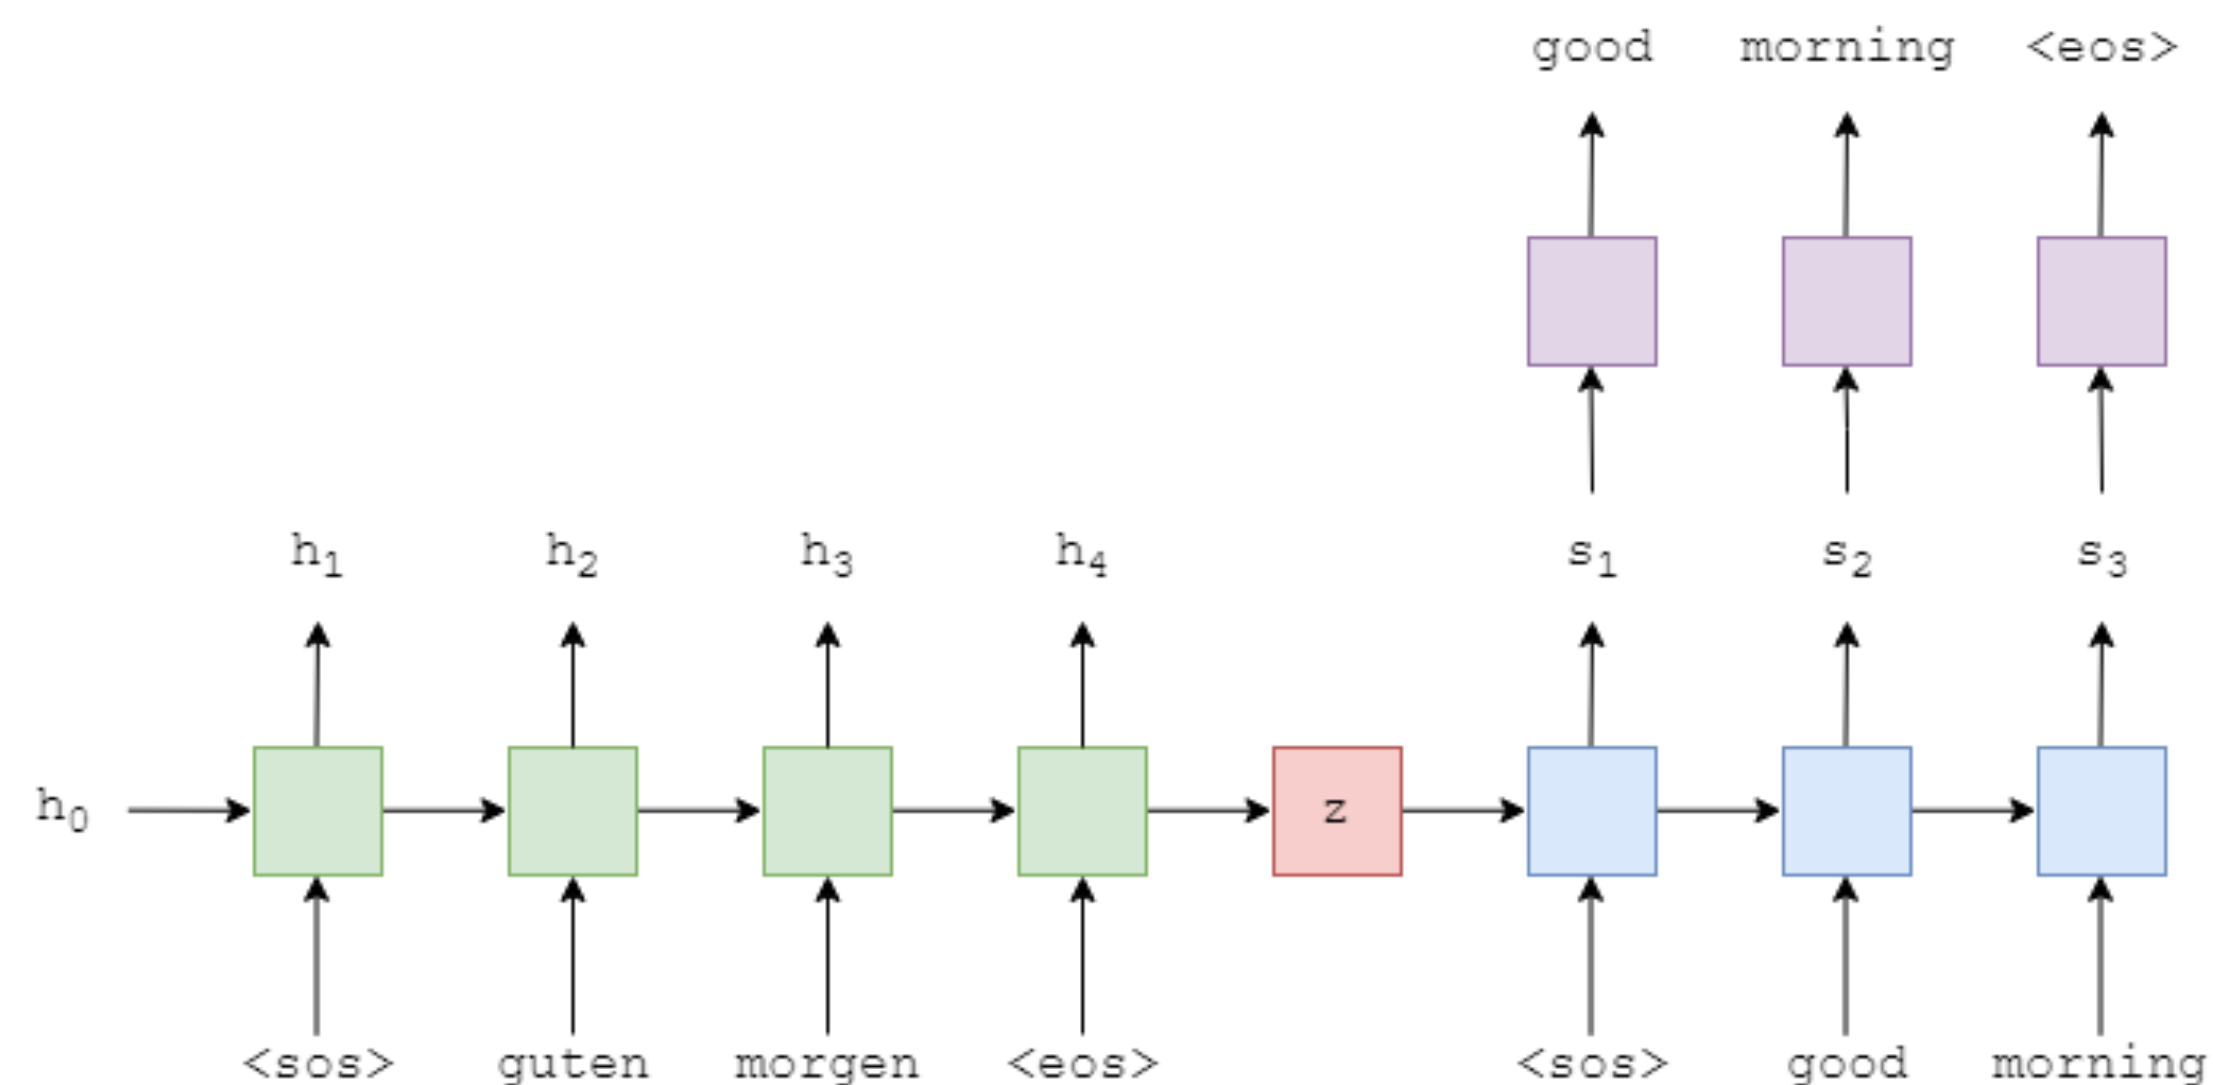 good morning <eos>
h1 h2 h3 h4 s1 s2 s3
h0 z
<sos> guten morgen <eos> <sos> good morning